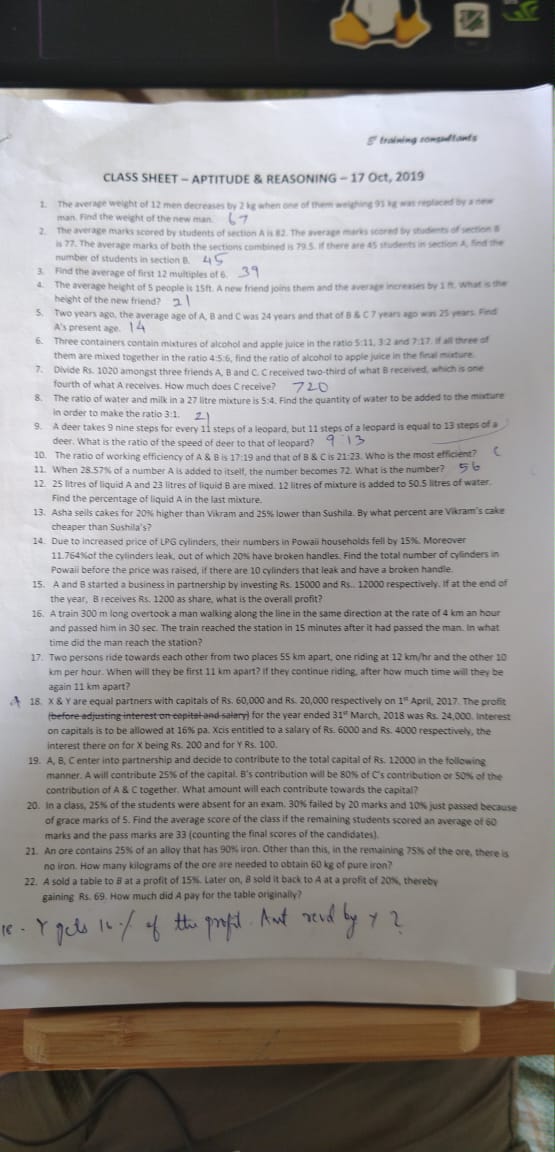 5' training consultants
CLASS SHEET – APTITUDE & REASONING – 17 Oct, 2019
1. The average weight of 12 men decreases by 2 kg when one of them weighing 91 kg was replaced by a new
man. Find the weight of the new man. 67
2. The average marks scored by students of section A is 82. The average marks scored by students of section B
is 77. The average marks of both the sections combined is 79.5. If there are 45 students in section A, find the
number of students in section B. 45
3. Find the average of first 12 multiples of 6. 39
4. The average height of 5 people is 15ft. A new friend joins them and the average increases by 1 ft. What is the
height of the new friend? 21
5. Two years ago, the average age of A, B and C was 24 years and that of B & C 7 years ago was 25 years. Find
A's present age. 14
6. Three containers contain mixtures of alcohol and apple juice in the ratio 5:11, 3:2 and 7:17. If all three of
them are mixed together in the ratio 4:5:6, find the ratio of alcohol to apple juice in the final mixture.
7. Divide Rs. 1020 amongst three friends A, B and C. C received two-third of what B received, which is one
fourth of what A receives. How much does C receive? 720
8. The ratio of water and milk in a 27 litre mixture is 5:4. Find the quantity of water to be added to the mixture
in order to make the ratio 3:1. 21
9. A deer takes 9 nine steps for every 11 steps of a leopard, but 11 steps of leopard is equal to 13 steps of a
deer. What is the ratio of the speed of deer to that of leopard? 9:13
10. The ratio of working efficiency of A & B is 17:19 and that of B & C is 21:23. Who is the most efficient? C
11. When 28.57% of a number A is added to itself, the number becomes 72. What is the number? 56
12. 25 litres of liquid A and 23 litres of liquid B are mixed. 12 litres of mixture is added to 50.5 litres of water.
Find the percentage of liquid A in the last mixture.
13. Asha sells cakes for 20% higher than Vikram and 25% lower than Sushila. By what percent are Vikram's cake
cheaper than Sushila's?
14. Due to increased price of LPG cylinders, their numbers in Powaii households fell by 15%. Moreover
11.764%of the cylinders leak, out of which 20% have broken handles. Find the total number of cylinders in
Powaii before the price was raised, if there are 10 cylinders that leak and have a broken handle.
15. A and B started a business in partnership by investing Rs. 15000 and Rs.. 12000 respectively. If at the end of
the year, B receives Rs. 1200 as share, what is the overall profit?
16. A train 300 m long overtook a man walking along the line in the same direction at the rate of 4 km an hour
and passed him in 30 sec. The train reached the station in 15 minutes after it had passed the man. In what
time did the man reach the station?
17. Two persons ride towards each other from two places 55 km apart, one riding at 12 km/hr and the other 10
km per hour. When will they be first 11 km apart? If they continue riding, after how much time will they be
again 11 km apart?
18. X & Y are equal partners with capitals of Rs. 60,000 and Rs. 20,000 respectively on 1st April, 2017. The profit
(before adjusting interest on capital and salary) for the year ended 31st March, 2018 was Rs. 24,000. Interest
on capitals is to be allowed at 16% pa. Xcis entitled to a salary of Rs. 6000 and Rs. 4000 respectively, the
interest there on for X being Rs. 200 and for Y Rs. 100.
19. A, B, C enter into partnership and decide to contribute to the total capital of Rs. 12000 in the following
manner. A will contribute 25% of the capital. B's contribution will be 80% of C's contribution or 50% of the
contribution of A & C together. What amount will each contribute towards the capital?
20. In a class, 25% of the students were absent for an exam. 30% failed by 20 marks and 10% just passed because
of grace marks of 5. Find the average score of the class if the remaining students scored an average of 60
marks and the pass marks are 33 (counting the final scores of the candidates).
21. An ore contains 25% of an alloy that has 90% iron. Other than this, in the remaining 75% of the ore, there is
no iron. How many kilograms of the ore are needed to obtain 60 kg of pure iron?
22. A sold a table to B at a profit of 15%. Later on, B sold it back to A at a profit of 20%, thereby
gaining Rs. 69. How much did A pay for the table originally?
18 - Y gets 16% of the profit. Amt recd by Y ?